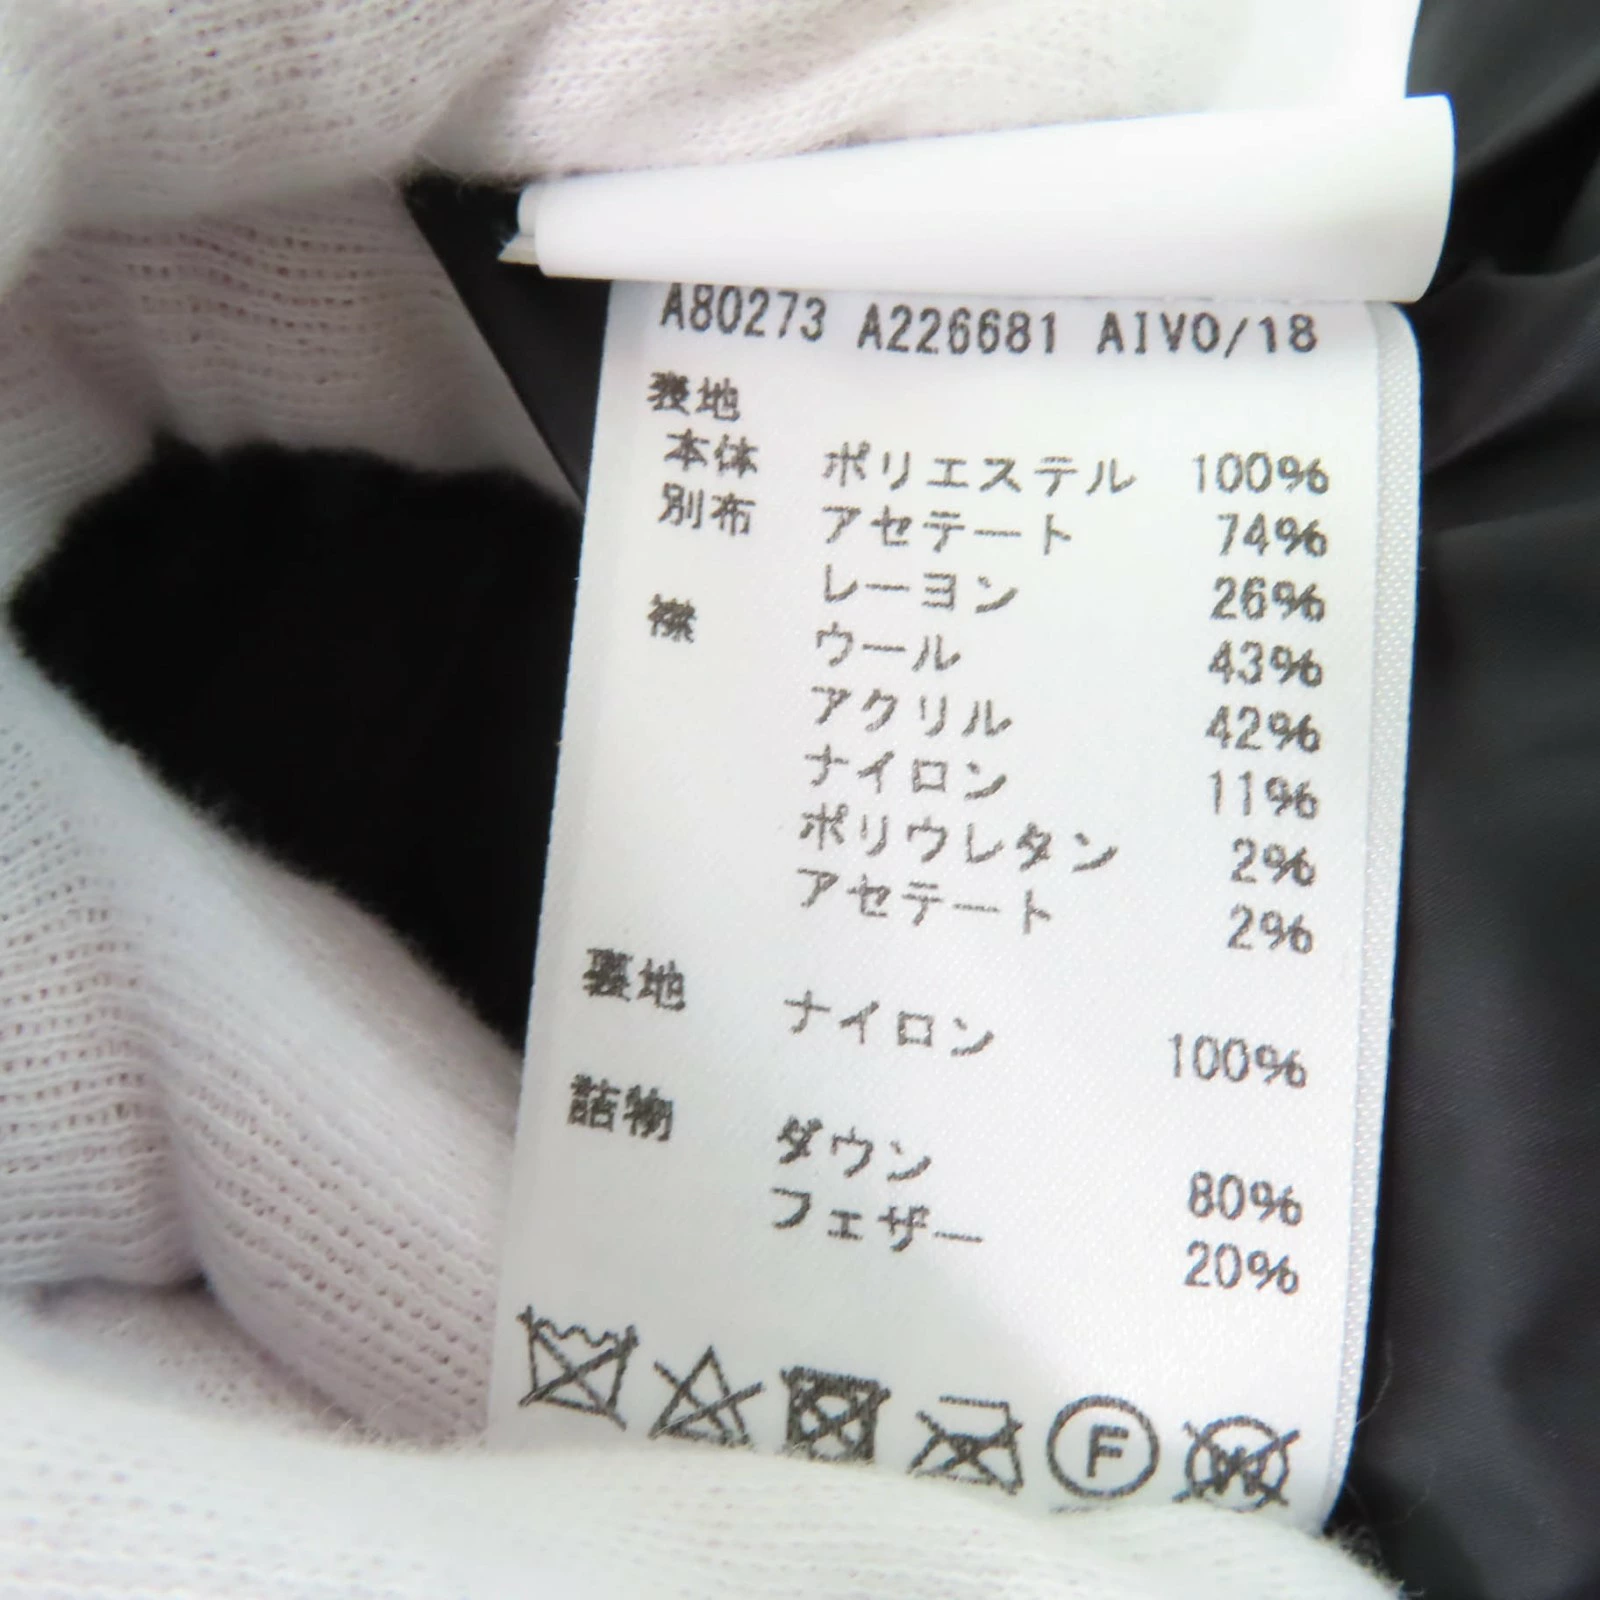 A80273 A226681 AIVO/18
表地
本体 ポリエステル 100%
別布 アセテート 74%
レーヨン 26%
襟 ウール 43%
アクリル 42%
ナイロン 11%
ポリウレタン 2%
アセテート 2%
裏地 ナイロン 100%
詰物 ダウン 80%
フェザー 20%
F W